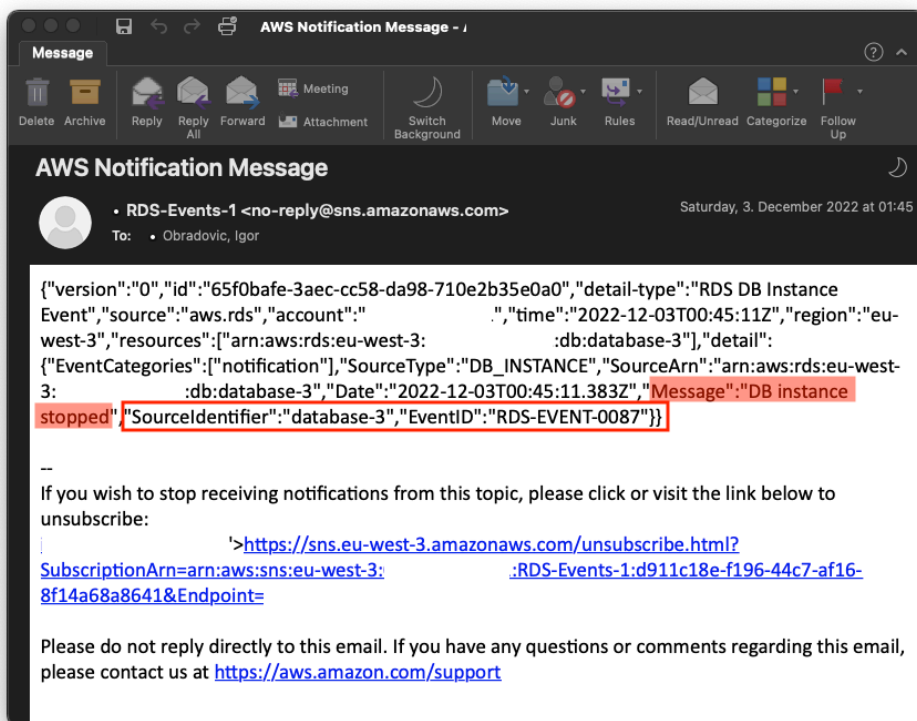 AWS Notification Message - A
Message
Delete
Archive
Reply
Reply
All
Forward
Meeting
Attachment
Switch
Background
Move
Junk
Rules
Read/Unread
Categorize
Follow
Up
AWS Notification Message
• RDS-Events-1 <no-reply@sns.amazonaws.com>
Saturday, 3. December 2022 at 01:45
To: • Obradovic, Igor
{"version":"0","id":"65f0bafe-3aec-cc58-da98-710e2b35e0a0","detail-type":"RDS DB Instance
Event","source":"aws.rds","account":" ","time":"2022-12-03T00:45:11Z","region":"eu-
west-3","resources":["arn:aws:rds:eu-west-3: :db:database-3"],"detail":
{"EventCategories":["notification"],"SourceType":"DB_INSTANCE","SourceArn":"arn:aws:rds:eu-west-
3: :db:database-3","Date":"2022-12-03T00:45:11.383Z","Message":"DB instance
stopped","SourceIdentifier":"database-3","EventID":"RDS-EVENT-0087"}}
--
If you wish to stop receiving notifications from this topic, please click or visit the link below to
unsubscribe:
'>https://sns.eu-west-3.amazonaws.com/unsubscribe.html?
SubscriptionArn=arn:aws:sns:eu-west-3: :RDS-Events-1:d911c18e-f196-44c7-af16-
8f14a68a8641&Endpoint=
Please do not reply directly to this email. If you have any questions or comments regarding this email,
please contact us at https://aws.amazon.com/support